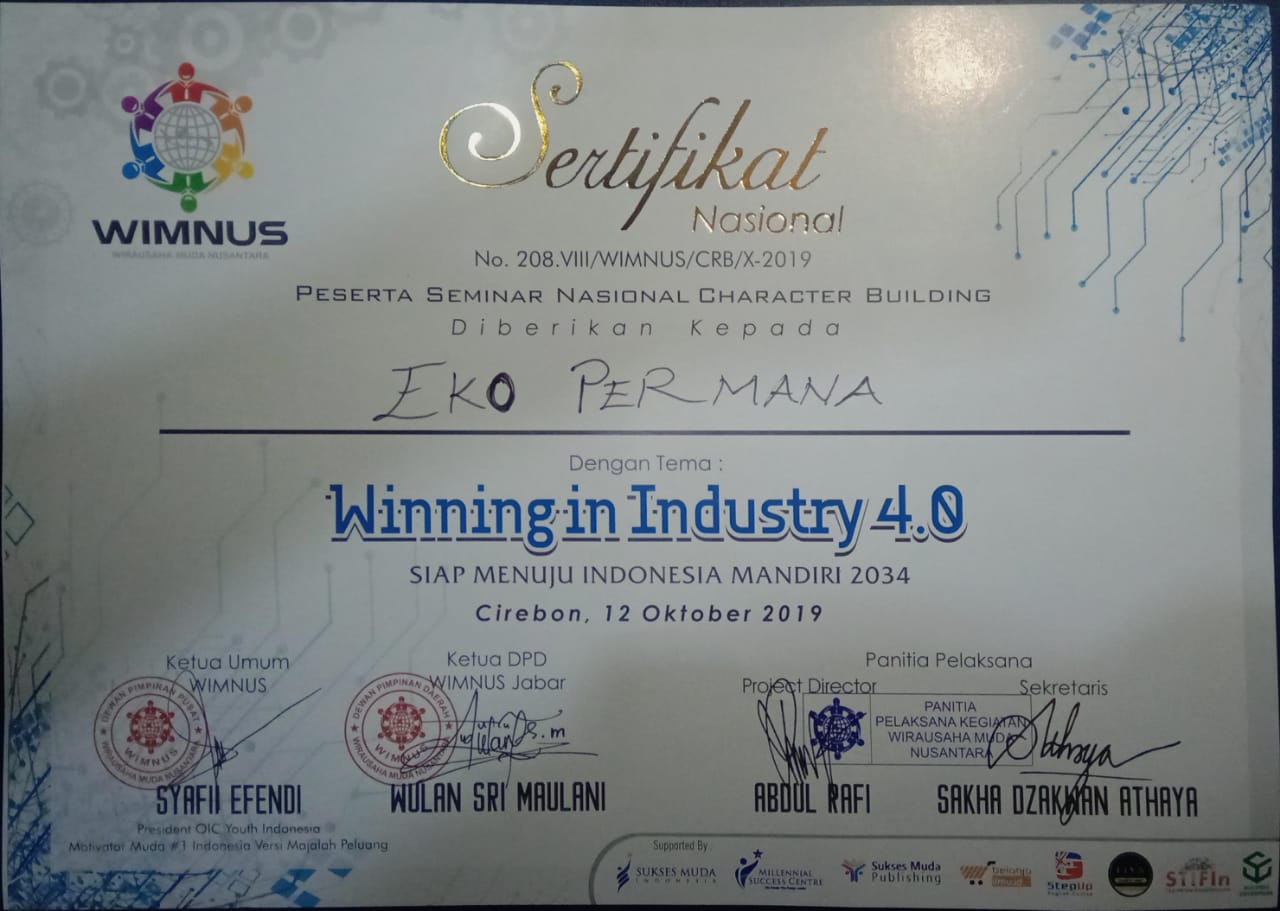 WIMNUS
WIRAUSAHA MUDA NUSANTARA
Sertifikat
Nasional
No. 208.VIII/WIMNUS/CRB/X-2019
PESERTA SEMINAR NASIONAL CHARACTER BUILDING
Diberikan Kepada
EKO PERMANA
Dengan Tema :
Winning in Industry 4.0
SIAP MENUJU INDONESIA MANDIRI 2034
Cirebon, 12 Oktober 2019
Ketua Umum
WIMNUS
DEWAN PIMPINAN PUSAT
WIMNUS
WIRAUSAHA MUDA NUSANTARA
SYAFII EFENDI
President OIC Youth Indonesia
Motivator Muda #1 Indonesia Versi Majalah Peluang
Ketua DPD
WIMNUS Jabar
DEWAN PIMPINAN DAERAH
WIMNUS
WIRAUSAHA MUDA NUSANTARA
WULAN SRI MAULANI
Panitia Pelaksana
Project Director
Sekretaris
PANITIA
PELAKSANA KEGIATAN
WIRAUSAHA MUDA
NUSANTARA
ABDUL RAFI
SAKHA DZAKWAN ATHAYA
Supported By :
SUKSES MUDA
INDONESIA
MILLENNIAL
SUCCESS CENTRE
Sukses Muda
Publishing
StepUp
STIFIn